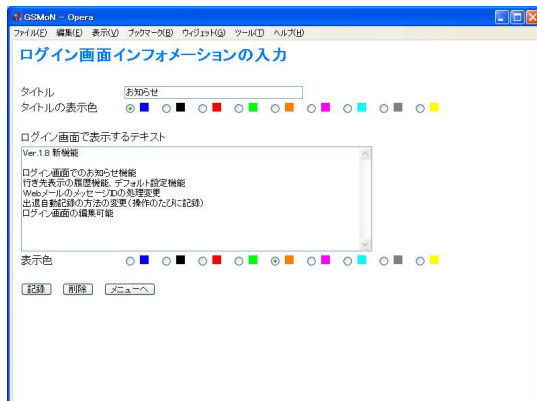 GSMoN - Opera
ファイル(F) 編集(E) 表示(V) ブックマーク(B) ウィジェット(G) ツール(T) ヘルプ(H)
ログイン画面インフォメーションの入力
タイトル お知らせ
タイトルの表示色
ログイン画面で表示するテキスト
Ver.1.8 新機能
ログイン画面でのお知らせ機能
行き先表示の履歴機能、デフォルト設定機能
WebメールのメッセージIDの処理変更
出退自動記録の方法の変更(操作のたびに記録)
ログイン画面の編集可能
表示色
記録 削除 メニューへ